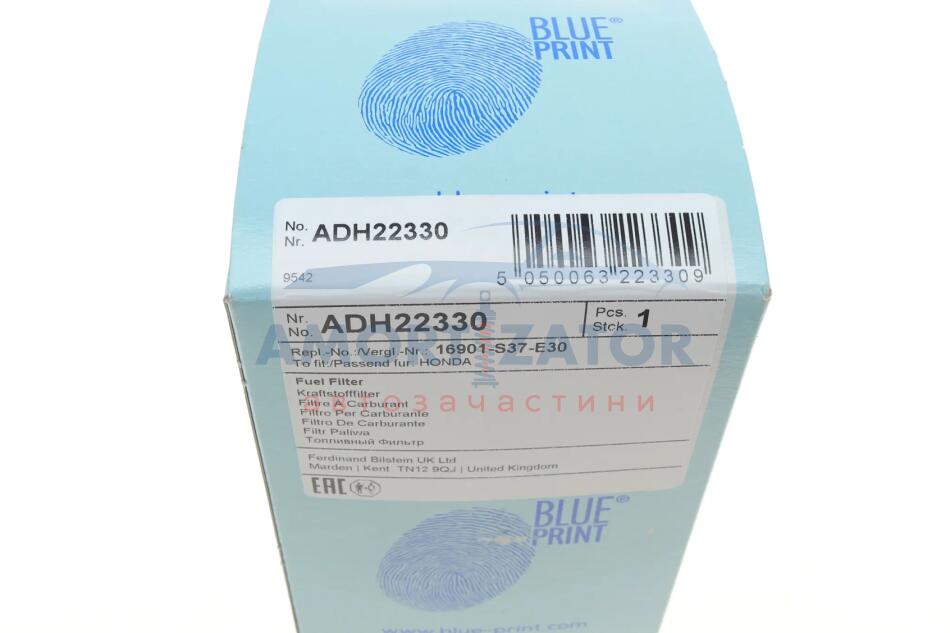 BLUE®
PRINT
No.
Nr.
ADH22330
9542
5 050063 223309
Nr.
No.
ADH22330
Pcs.
Stck.
1
Repl.-No.:/Vergl.-Nr.: 16901-S37-E30
To fit:/Passend für: HONDA
AMORTIZATOR
автозачастини
Fuel Filter
Kraftstofffilter
Filtre A Carburant
Filtro Per Carburante
Filtro De Carburante
Filtr Paliwa
Топливный Фильтр
Ferdinand Bilstein UK Ltd
Marden | Kent TN12 9QJ | United Kingdom
EAC
BLUE®
PRINT
www.blue-print.com